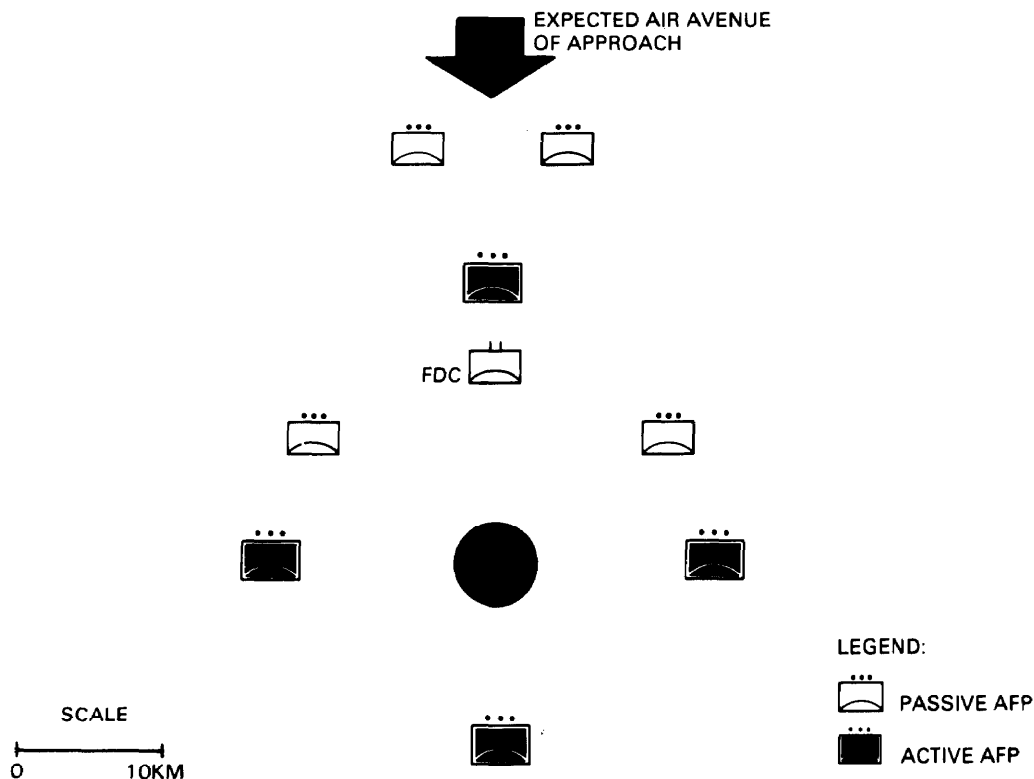 EXPECTED AIR AVENUE
OF APPROACH
FDC
LEGEND:
PASSIVE AFP
ACTIVE AFP
SCALE
0 10KM